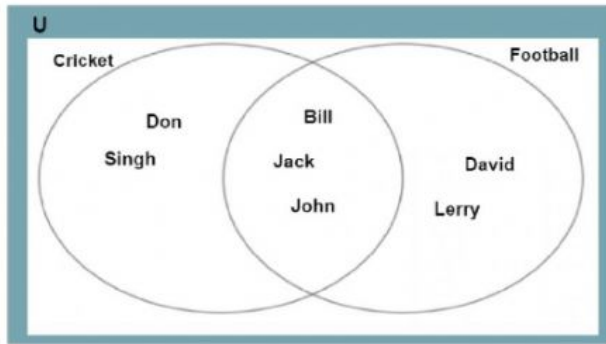 U
Cricket
Football
Don
Singh
Bill
Jack
John
David
Lerry